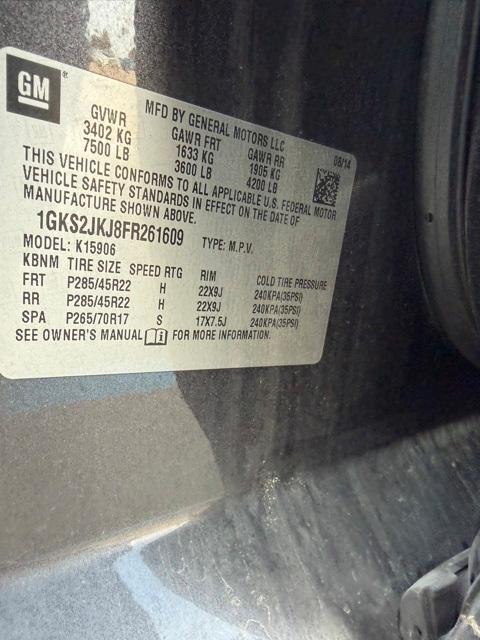 GM ®
MFD BY GENERAL MOTORS LLC 08/14
GVWR GAWR FRT GAWR RR
3402 KG 1633 KG 1905 KG
7500 LB 3600 LB 4200 LB
THIS VEHICLE CONFORMS TO ALL APPLICABLE U.S. FEDERAL MOTOR
VEHICLE SAFETY STANDARDS IN EFFECT ON THE DATE OF
MANUFACTURE SHOWN ABOVE.
1GKS2JKJ8FR261609 TYPE: M.P.V.
MODEL: K15906
KBNM TIRE SIZE SPEED RTG RIM COLD TIRE PRESSURE
FRT P285/45R22 H 22X9J 240KPA(35PSI)
RR P285/45R22 H 22X9J 240KPA(35PSI)
SPA P265/70R17 S 17X7.5J 240KPA(35PSI)
SEE OWNER'S MANUAL FOR MORE INFORMATION.